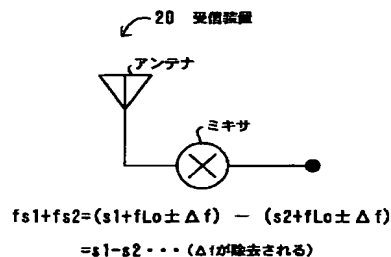 20 受信装置
アンテナ
ミキサ
fs1+fs2=(s1+fLo±Δf) - (s2+fLo±Δf)
=s1-s2・・・(Δfが除去される)